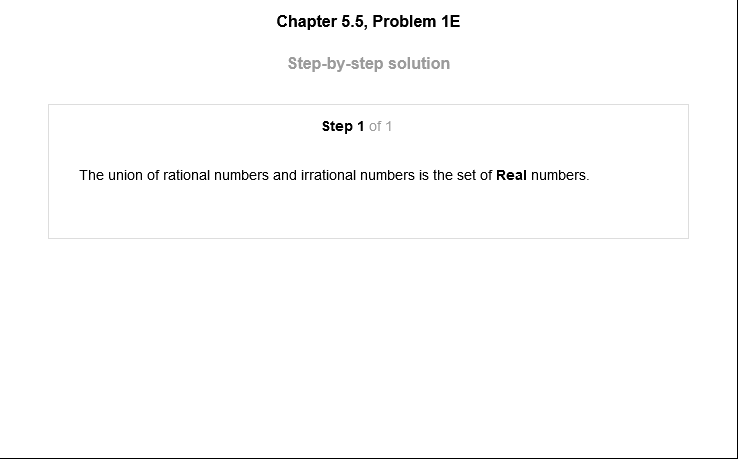 Chapter 5.5, Problem 1E
Step-by-step solution
Step 1 of 1
The union of rational numbers and irrational numbers is the set of Real numbers.